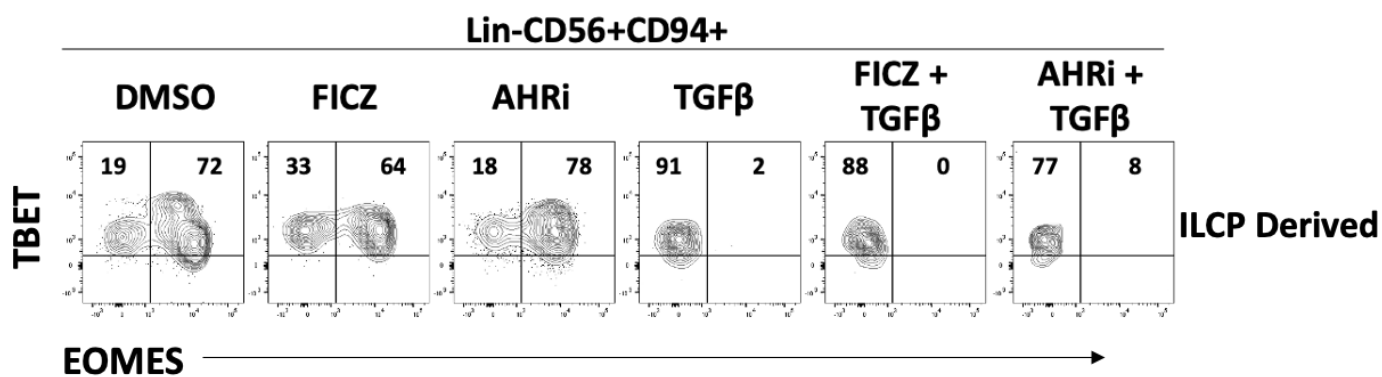 Lin-CD56+CD94+
DMSO
FICZ
AHRi
TGFβ
FICZ +
TGFβ
AHRi +
TGFβ
19 72
33 64
18 78
91 2
88 0
77 8
TBET
ILCP Derived
EOMES